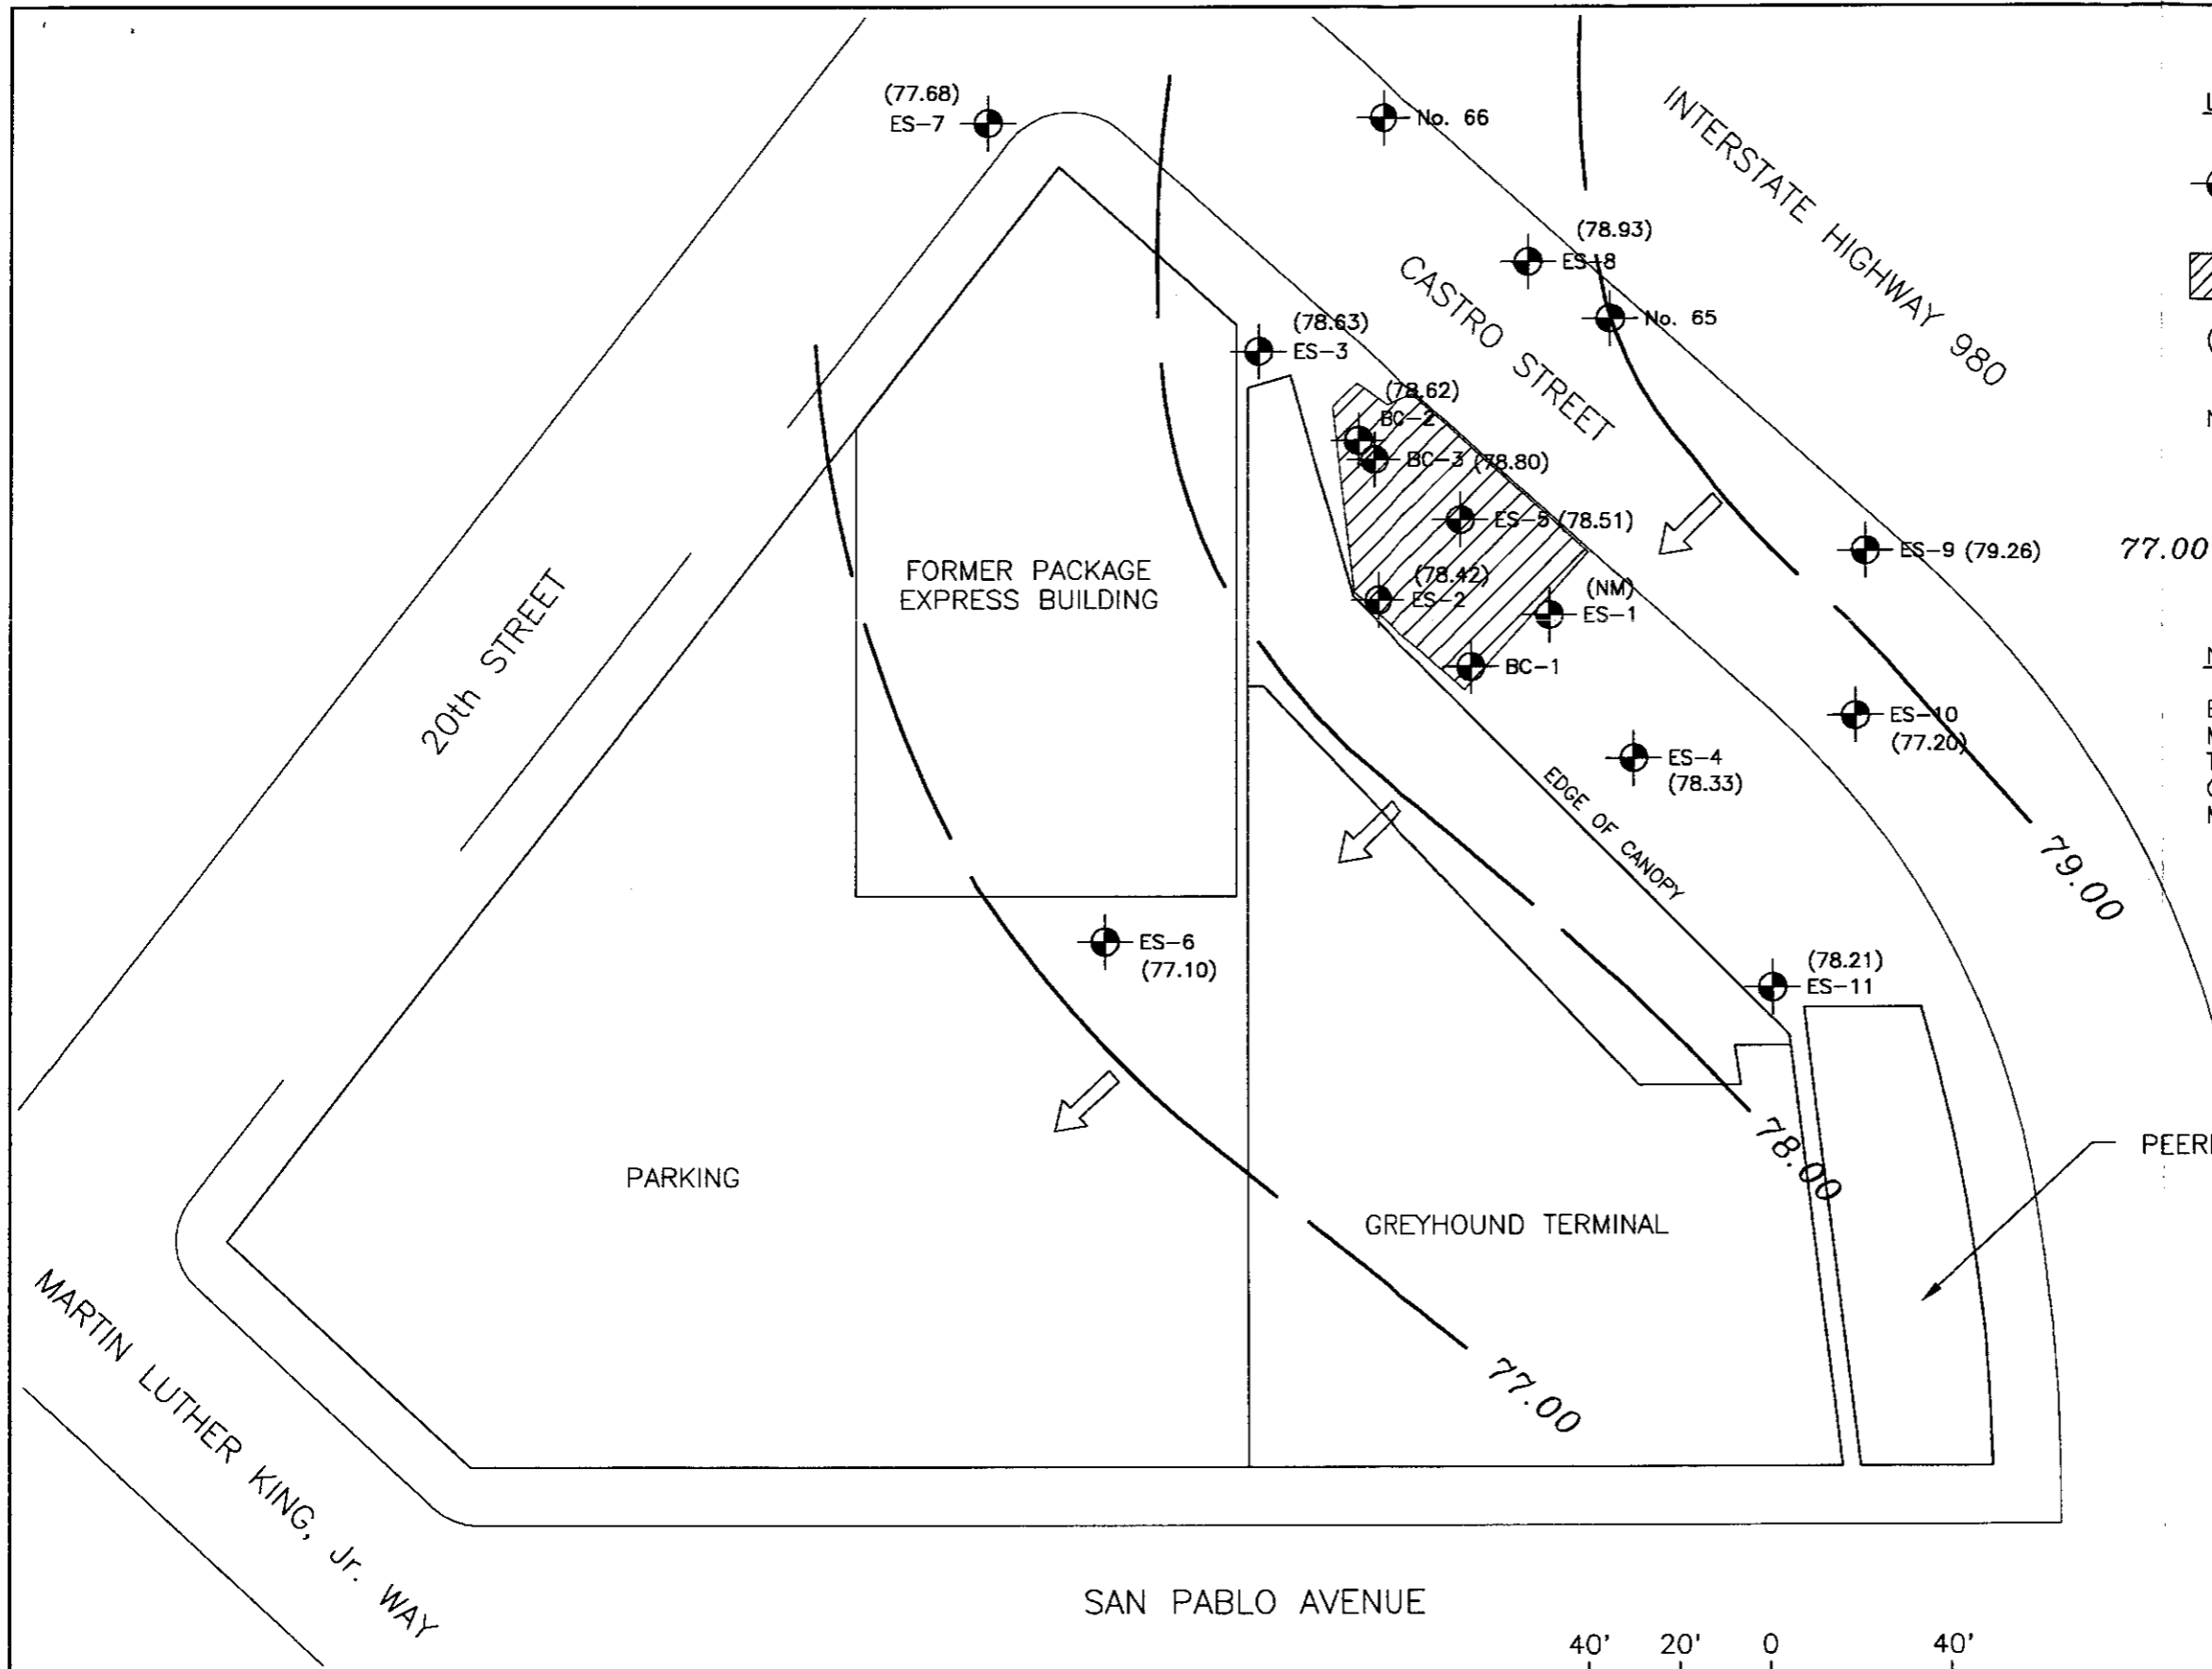 (77.68)
ES-7
No. 66
INTERSTATE HIGHWAY 980
(78.93)
ES-8
CASTRO STREET
No. 65
(78.63)
ES-3
(78.62)
BC-2
BC-3 (78.80)
ES-5 (78.51)
ES-9 (79.26)
77.00
(78.42)
ES-2
(NM)
ES-1
FORMER PACKAGE
EXPRESS BUILDING
20th STREET
BC-1
ES-10
(77.20)
ES-4
(78.33)
EDGE OF CANOPY
79.00
ES-6
(77.10)
(78.21)
ES-11
78.00
PARKING
GREYHOUND TERMINAL
77.00
MARTIN LUTHER KING, Jr. WAY
SAN PABLO AVENUE
40' 20' 0 40'